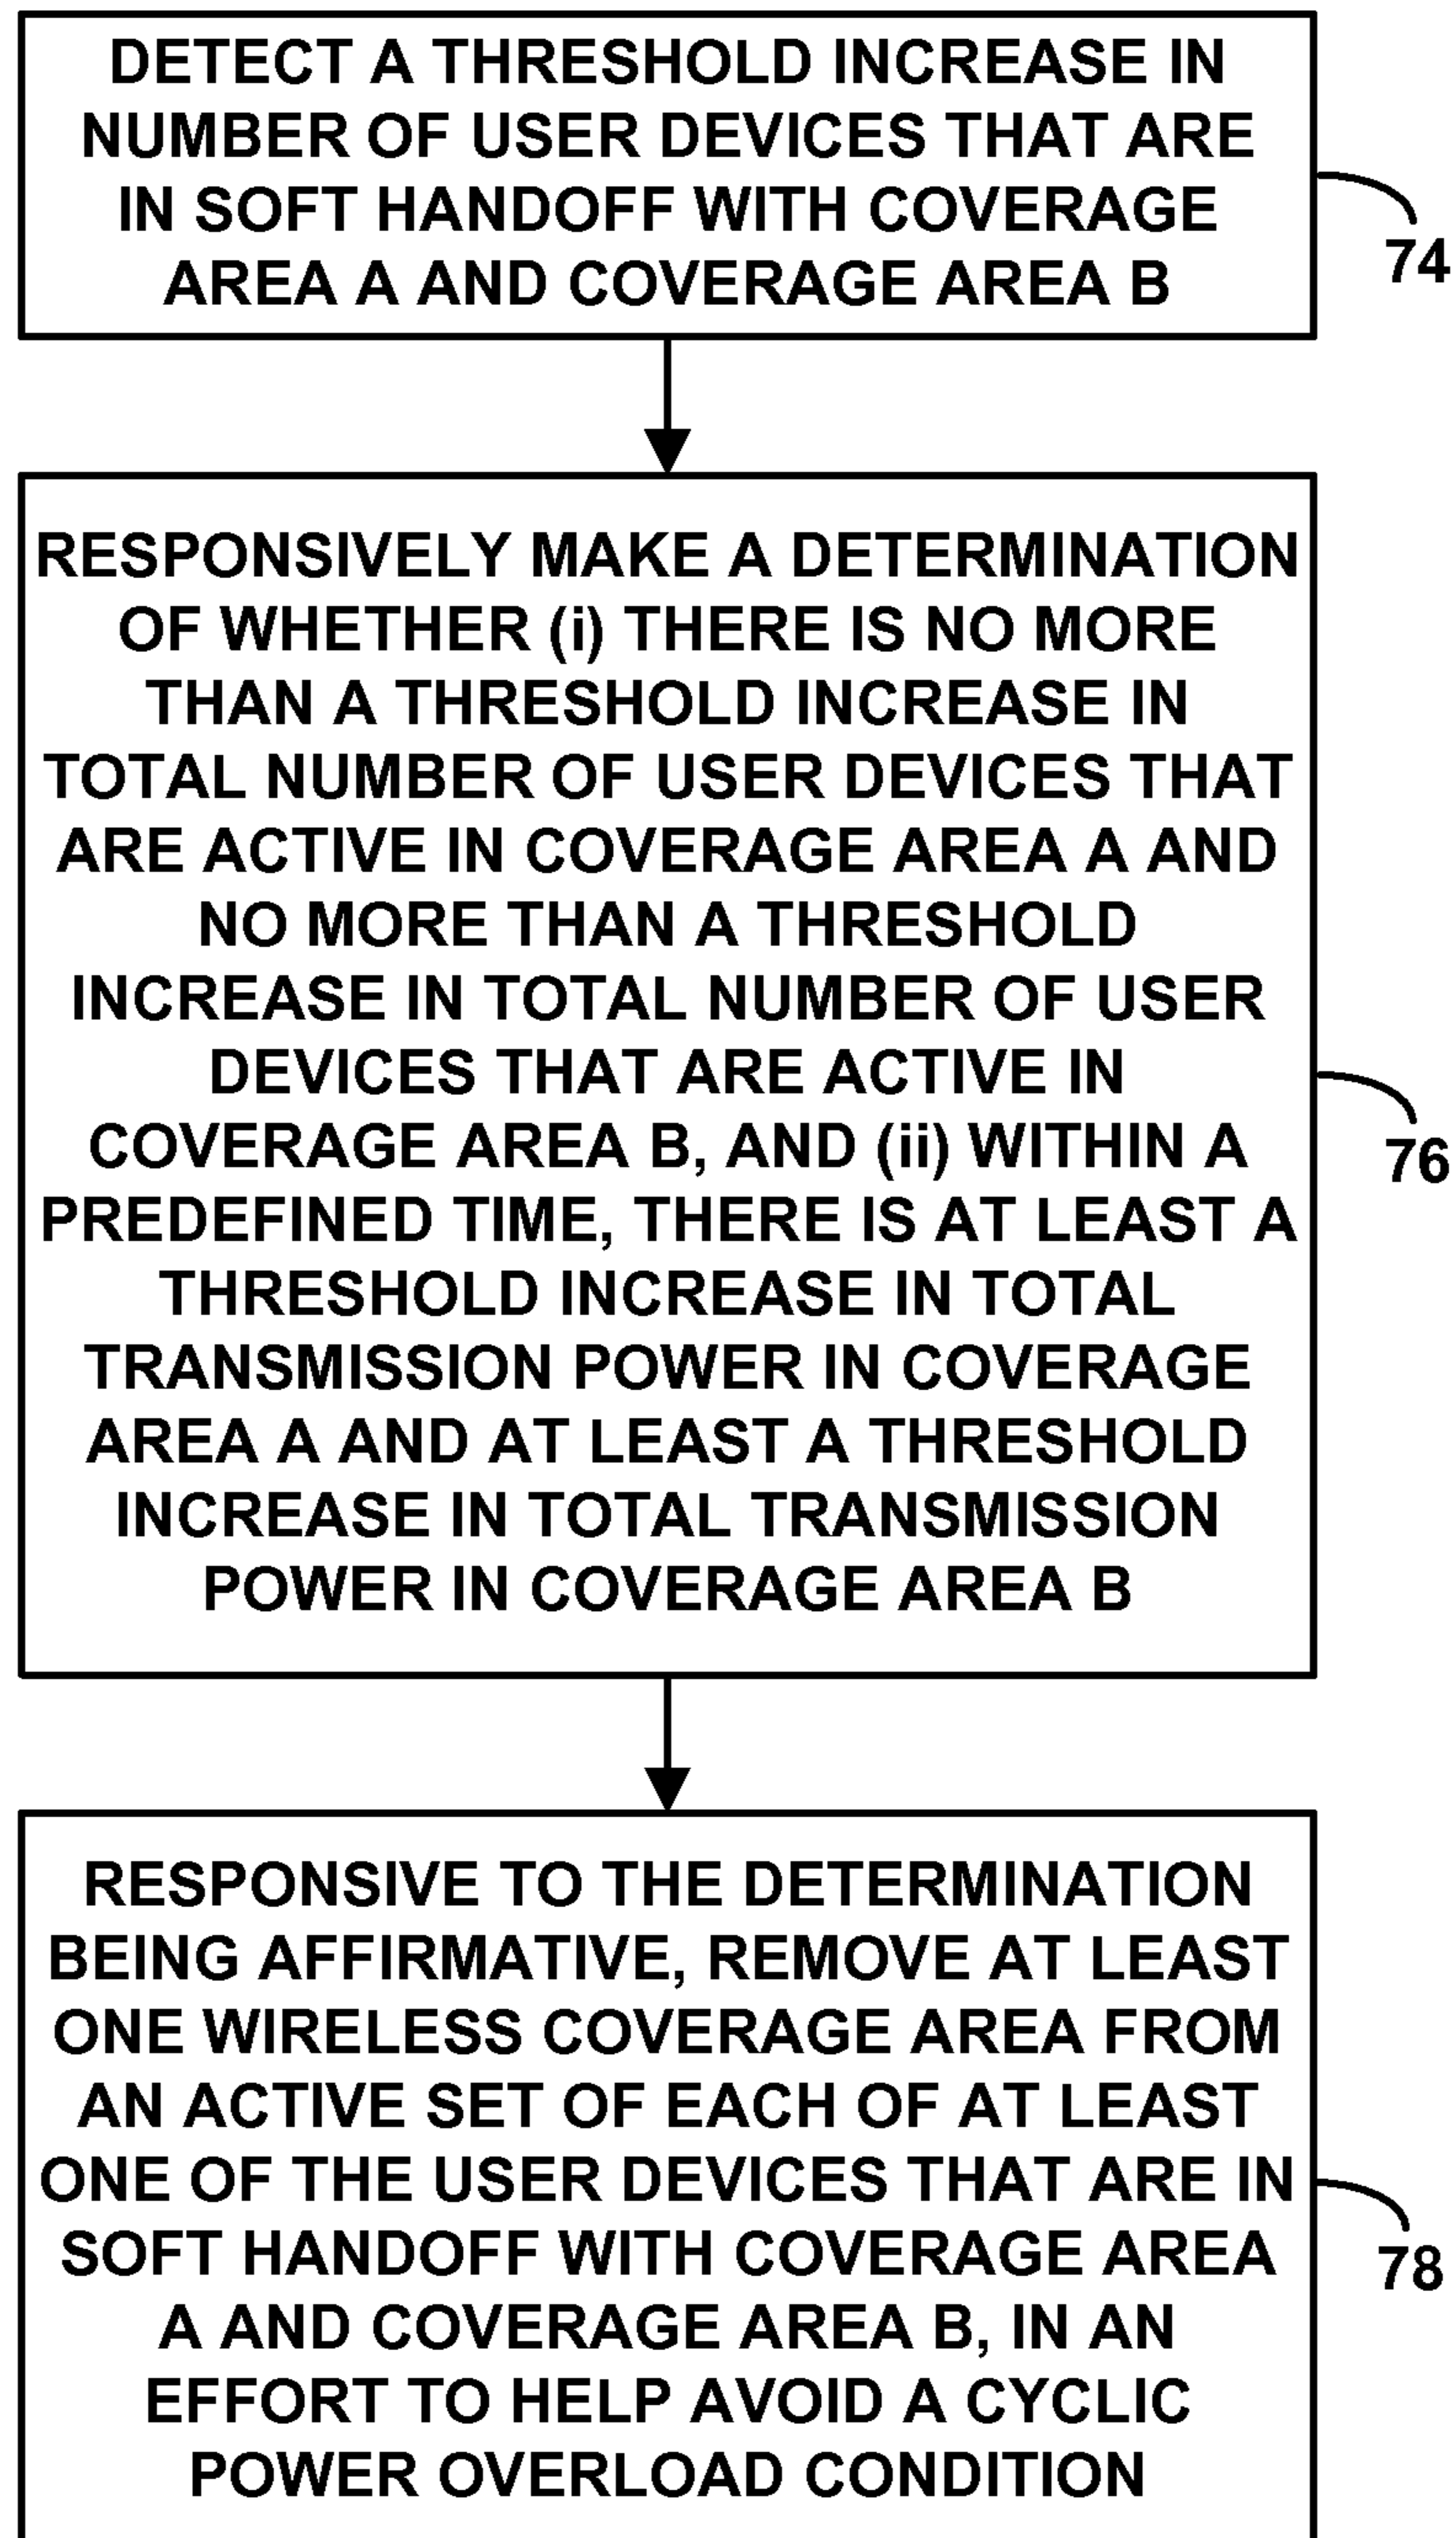 DETECT A THRESHOLD INCREASE IN
NUMBER OF USER DEVICES THAT ARE
IN SOFT HANDOFF WITH COVERAGE
AREA A AND COVERAGE AREA B
74
RESPONSIVELY MAKE A DETERMINATION
OF WHETHER (i) THERE IS NO MORE
THAN A THRESHOLD INCREASE IN
TOTAL NUMBER OF USER DEVICES THAT
ARE ACTIVE IN COVERAGE AREA A AND
NO MORE THAN A THRESHOLD
INCREASE IN TOTAL NUMBER OF USER
DEVICES THAT ARE ACTIVE IN
COVERAGE AREA B, AND (ii) WITHIN A
PREDEFINED TIME, THERE IS AT LEAST A
THRESHOLD INCREASE IN TOTAL
TRANSMISSION POWER IN COVERAGE
AREA A AND AT LEAST A THRESHOLD
INCREASE IN TOTAL TRANSMISSION
POWER IN COVERAGE AREA B
76
RESPONSIVE TO THE DETERMINATION
BEING AFFIRMATIVE, REMOVE AT LEAST
ONE WIRELESS COVERAGE AREA FROM
AN ACTIVE SET OF EACH OF AT LEAST
ONE OF THE USER DEVICES THAT ARE IN
SOFT HANDOFF WITH COVERAGE AREA
A AND COVERAGE AREA B, IN AN
EFFORT TO HELP AVOID A CYCLIC
POWER OVERLOAD CONDITION
78